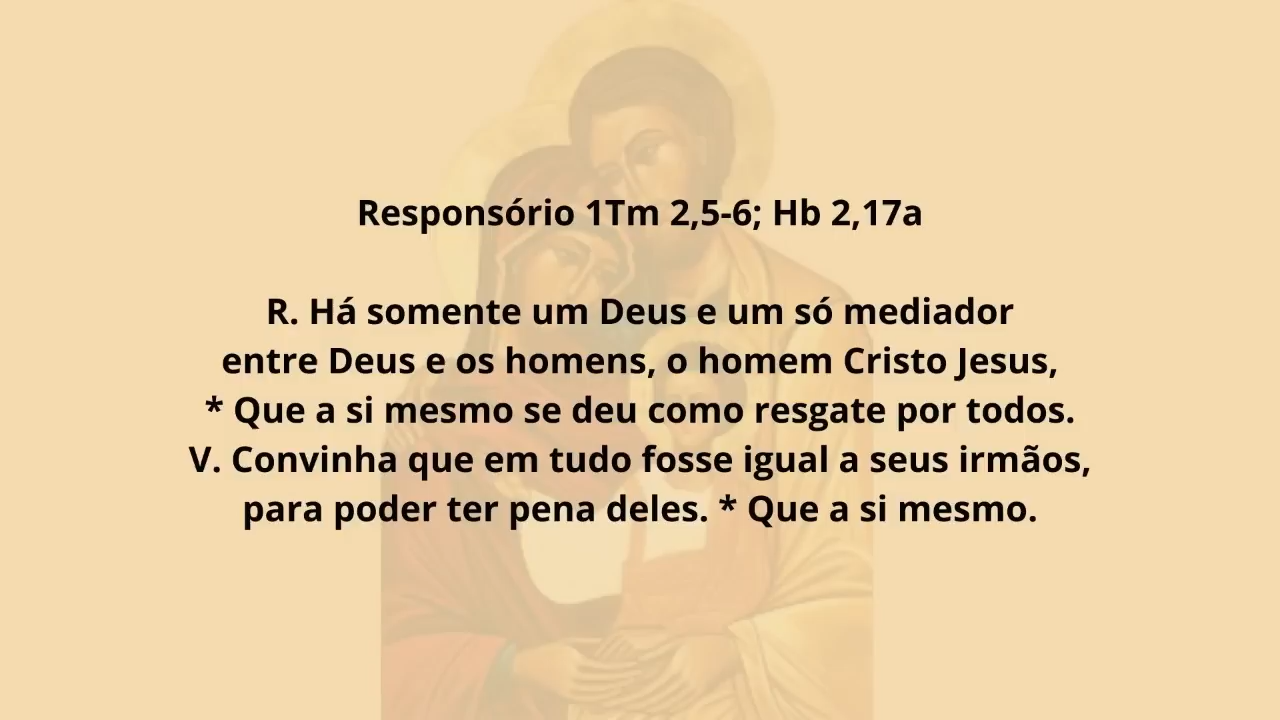 Responsório 1Tm 2,5-6; Hb 2,17a
R. Há somente um Deus e um só mediador
entre Deus e os homens, o homem Cristo Jesus,
* Que a si mesmo se deu como resgate por todos.
V. Convinha que em tudo fosse igual a seus irmãos,
para poder ter pena deles. * Que a si mesmo.